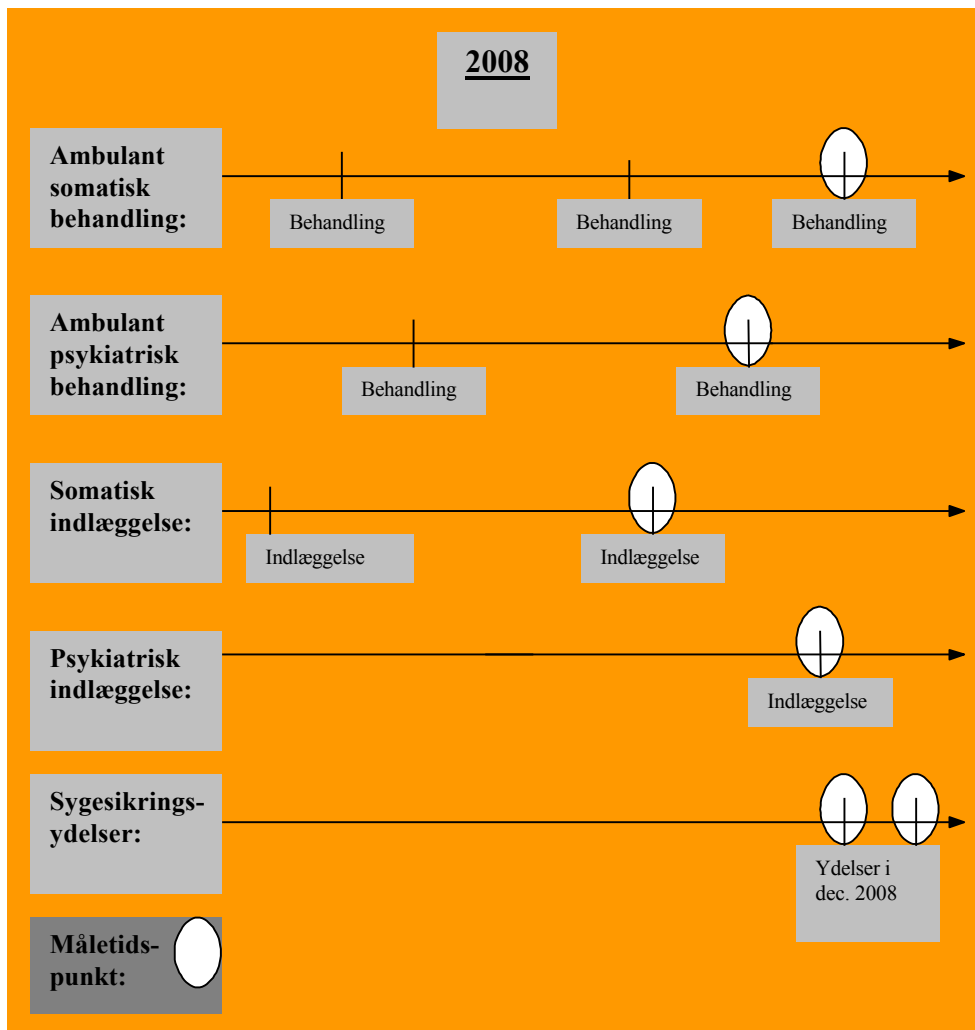 2008
Ambulant
somatisk
behandling:
Behandling
Behandling
Behandling
Ambulant
psykiatrisk
behandling:
Behandling
Behandling
Somatisk
indlæggelse:
Indlæggelse
Indlæggelse
Psykiatrisk
indlæggelse:
Indlæggelse
Sygesikrings-
ydelser:
Ydelser i
dec. 2008
Måletids-
punkt: